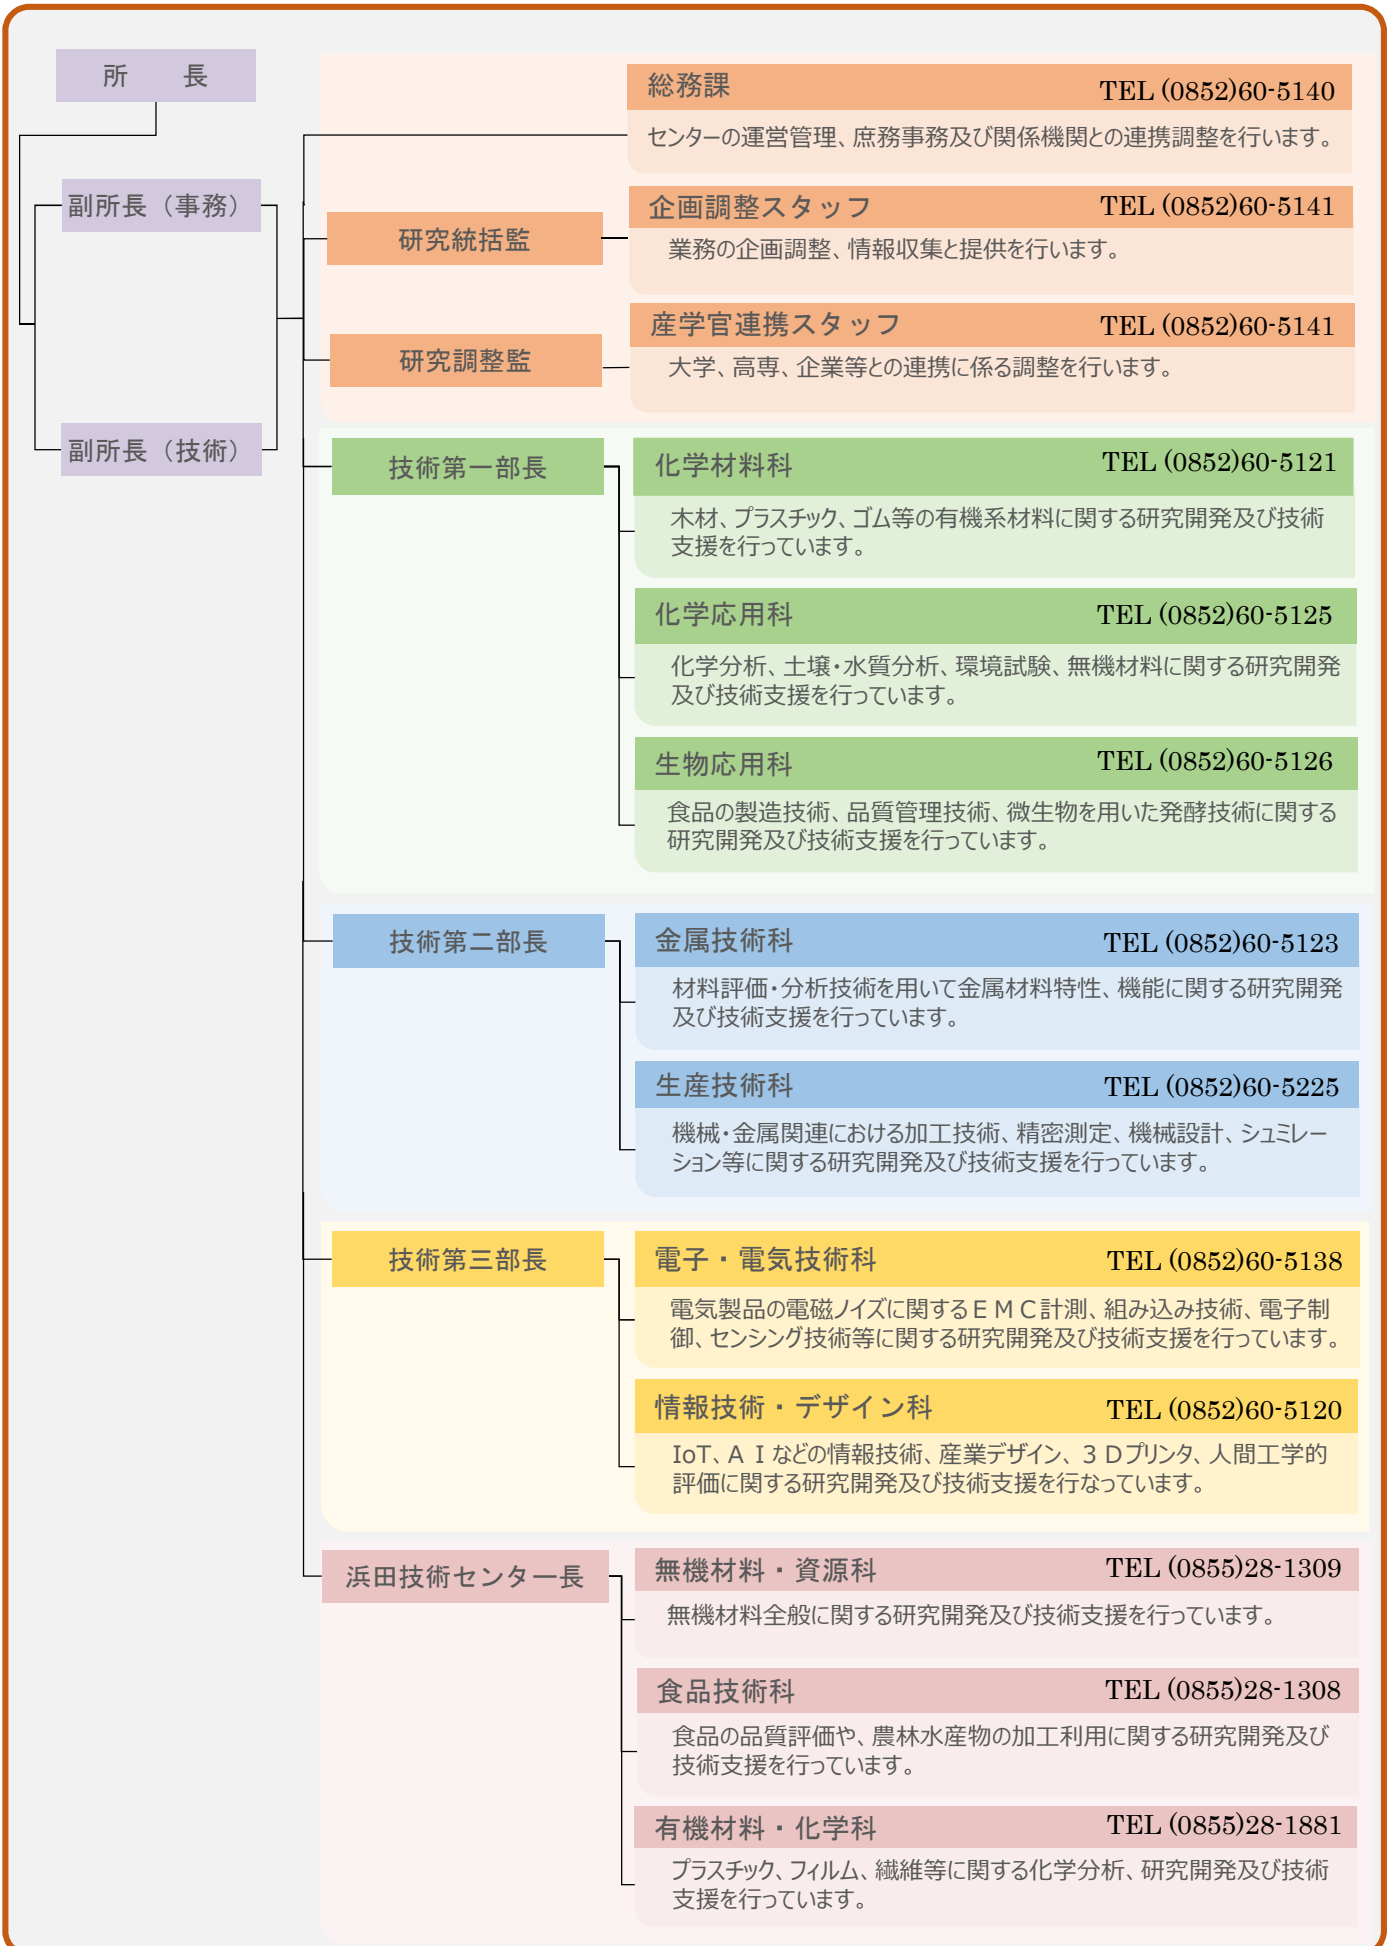 所　　長
副所長（事務）
副所長（技術）
総務課 TEL (0852)60-5140
センターの運営管理、庶務事務及び関係機関との連携調整を行います。
研究統括監
企画調整スタッフ TEL (0852)60-5141
業務の企画調整、情報収集と提供を行います。
研究調整監
産学官連携スタッフ TEL (0852)60-5141
大学、高専、企業等との連携に係る調整を行います。
技術第一部長
化学材料科 TEL (0852)60-5121
木材、プラスチック、ゴム等の有機系材料に関する研究開発及び技術
支援を行っています。
化学応用科 TEL (0852)60-5125
化学分析、土壌・水質分析、環境試験、無機材料に関する研究開発
及び技術支援を行っています。
生物応用科 TEL (0852)60-5126
食品の製造技術、品質管理技術、微生物を用いた発酵技術に関する
研究開発及び技術支援を行っています。
技術第二部長
金属技術科 TEL (0852)60-5123
材料評価・分析技術を用いて金属材料特性、機能に関する研究開発
及び技術支援を行っています。
生産技術科 TEL (0852)60-5225
機械・金属関連における加工技術、精密測定、機械設計、シュミレー
ション等に関する研究開発及び技術支援を行っています。
技術第三部長
電子・電気技術科 TEL (0852)60-5138
電気製品の電磁ノイズに関するＥＭＣ計測、組み込み技術、電子制
御、センシング技術等に関する研究開発及び技術支援を行っています。
情報技術・デザイン科 TEL (0852)60-5120
IoT、ＡＩなどの情報技術、産業デザイン、３Ｄプリンタ、人間工学的
評価に関する研究開発及び技術支援を行なっています。
浜田技術センター長
無機材料・資源科 TEL (0855)28-1309
無機材料全般に関する研究開発及び技術支援を行っています。
食品技術科 TEL (0855)28-1308
食品の品質評価や、農林水産物の加工利用に関する研究開発及び
技術支援を行っています。
有機材料・化学科 TEL (0855)28-1881
プラスチック、フィルム、繊維等に関する化学分析、研究開発及び技術
支援を行っています。